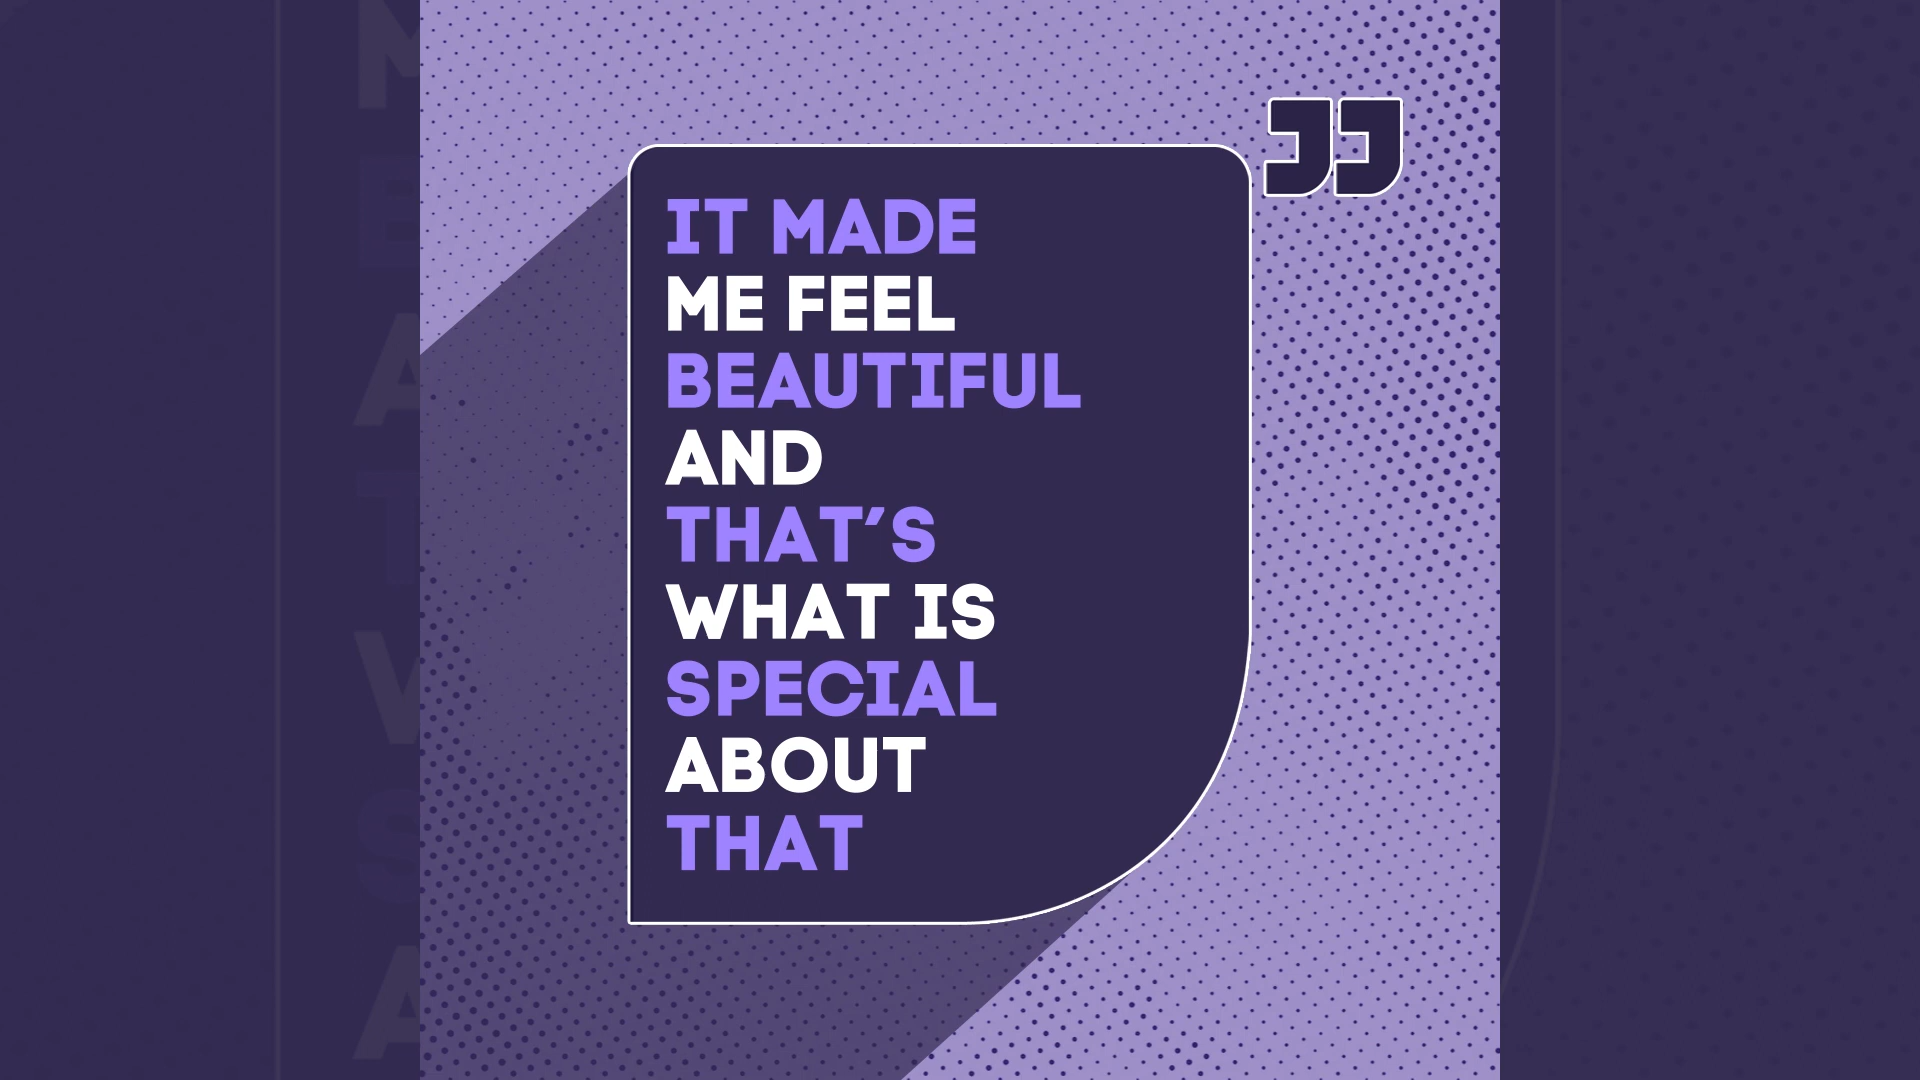 IT MADE
ME FEEL
BEAUTIFUL
AND
THAT’S
WHAT IS
SPECIAL
ABOUT
THAT